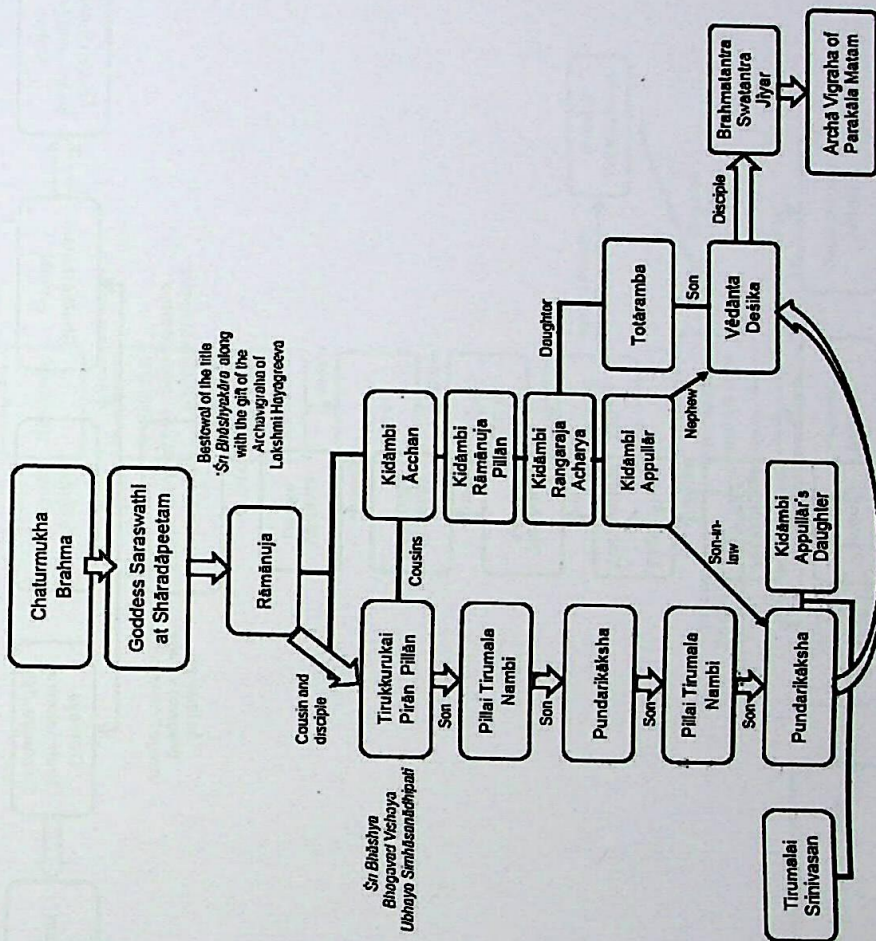 Chaturmukha
Brahma
Goddess Saraswathi
at Shāradāpeetam
Bestowal of the title
'Śri Bhāshyakāra' along
with the gift of the
Archavigraha of
Lakshmi Hayagreeva
Rāmānuja
Cousin and
disciple
Śri Bhāshya
Bhagavad Vishaya
Ubhaya Simhāsanādhipati
Tirukkurukai
Pirān Pillān
Cousins
Kidāmbi
Ācchan
Son
Pillai Tirumala
Nambi
Kidāmbi
Rāmānuja
Pillān
Son
Pundarikāksha
Kidāmbi
Rangaraja
Acharya
Daughter
Totāramba
Son
Pillai Tirumala
Nambi
Kidāmbi
Appullār
Son-in-
law
Nephew
Son
Son
Pundarikāksha
Kidāmbi
Appullār's
Daughter
Vēdānta
Deśika
Disciple
Brahmatantra
Swatantra
Jīyar
Tirumalai
Srinivasan
Archā Vigraha of
Parakāla Matam